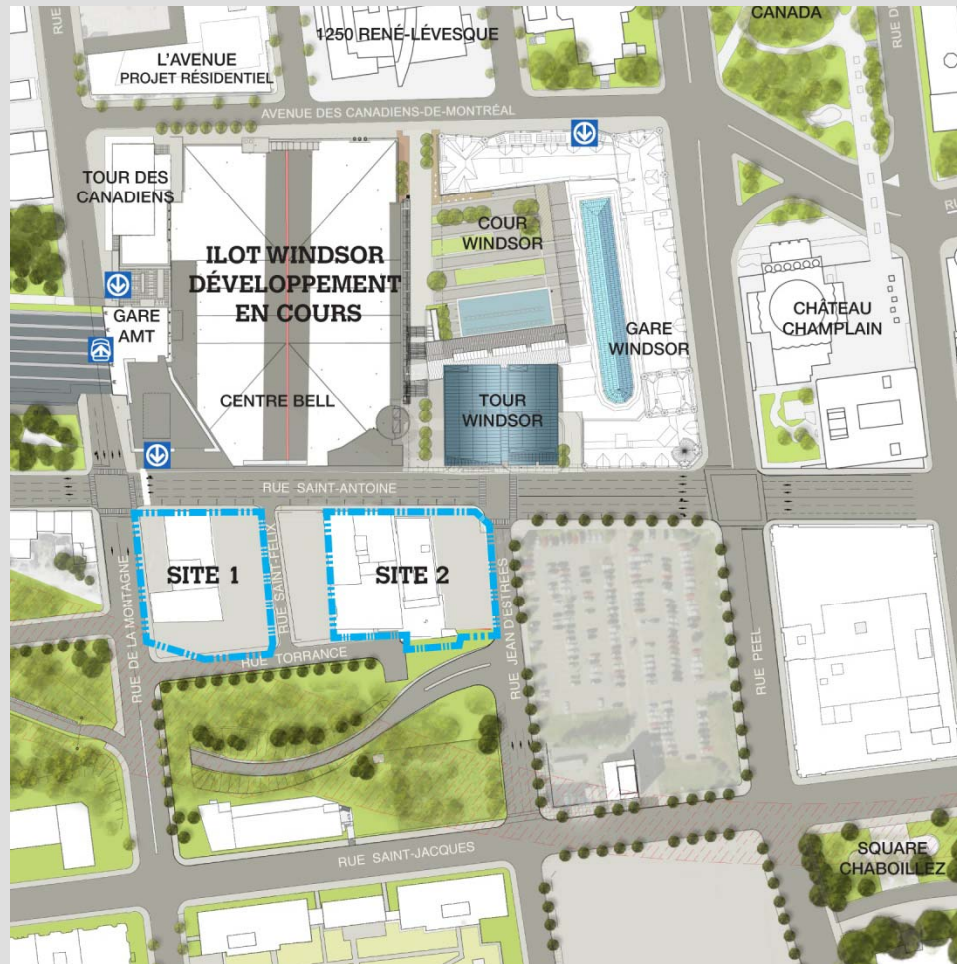 CANADA
RUE
RUE
1250 RENÉ-LÉVESQUE
L'AVENUE
PROJET RÉSIDENTIEL
AVENUE DES CANADIENS-DE-MONTRÉAL
TOUR DES
CANADIENS
COUR
WINDSOR
ILOT WINDSOR
DÉVELOPPEMENT
EN COURS
GARE
AMT
GARE
WINDSOR
CHÂTEAU
CHAMPLAIN
CENTRE BELL
TOUR
WINDSOR
RUE SAINT-ANTOINE
SITE 1
SITE 2
RUE DE LA MONTAGNE
RUE SAINT-FÉLIX
RUE JEAN D'ESTRÉES
RUE PEEL
RUE TORRANCE
RUE SAINT-JACQUES
SQUARE
CHABOILLEZ